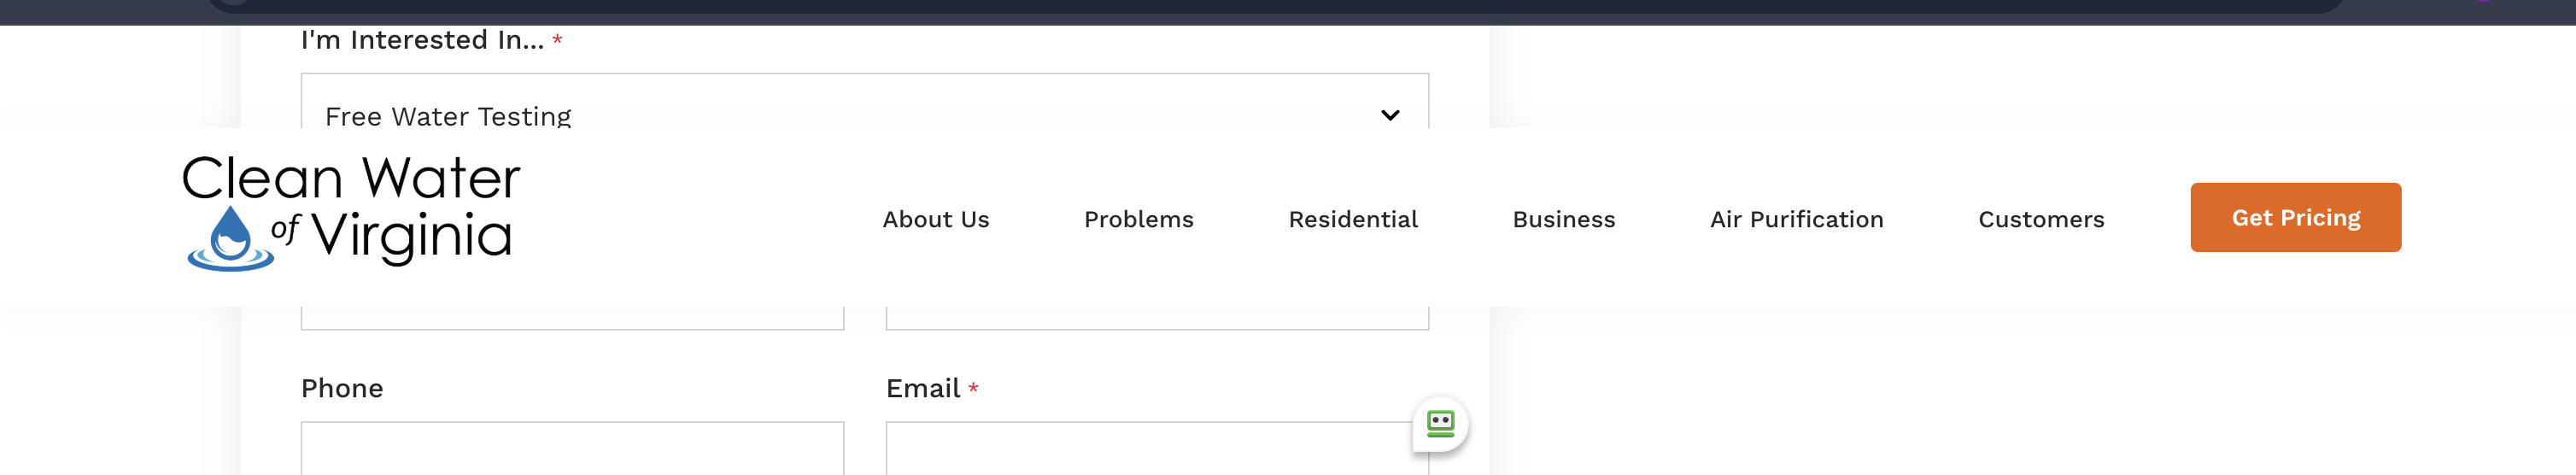 I'm Interested In... *
Free Water Testing
Clean Water
of Virginia
About Us
Problems
Residential
Business
Air Purification
Customers
Get Pricing
Phone
Email *